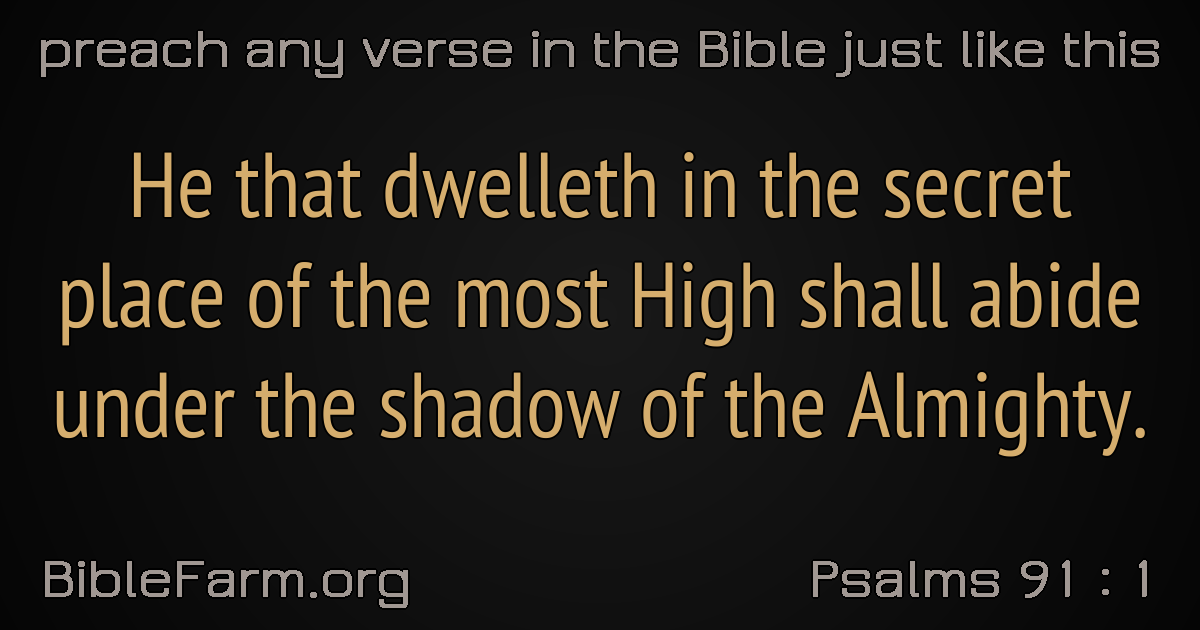 preach any verse in the Bible just like this
He that dwelleth in the secret
place of the most High shall abide
under the shadow of the Almighty.
BibleFarm.org
Psalms 91 : 1